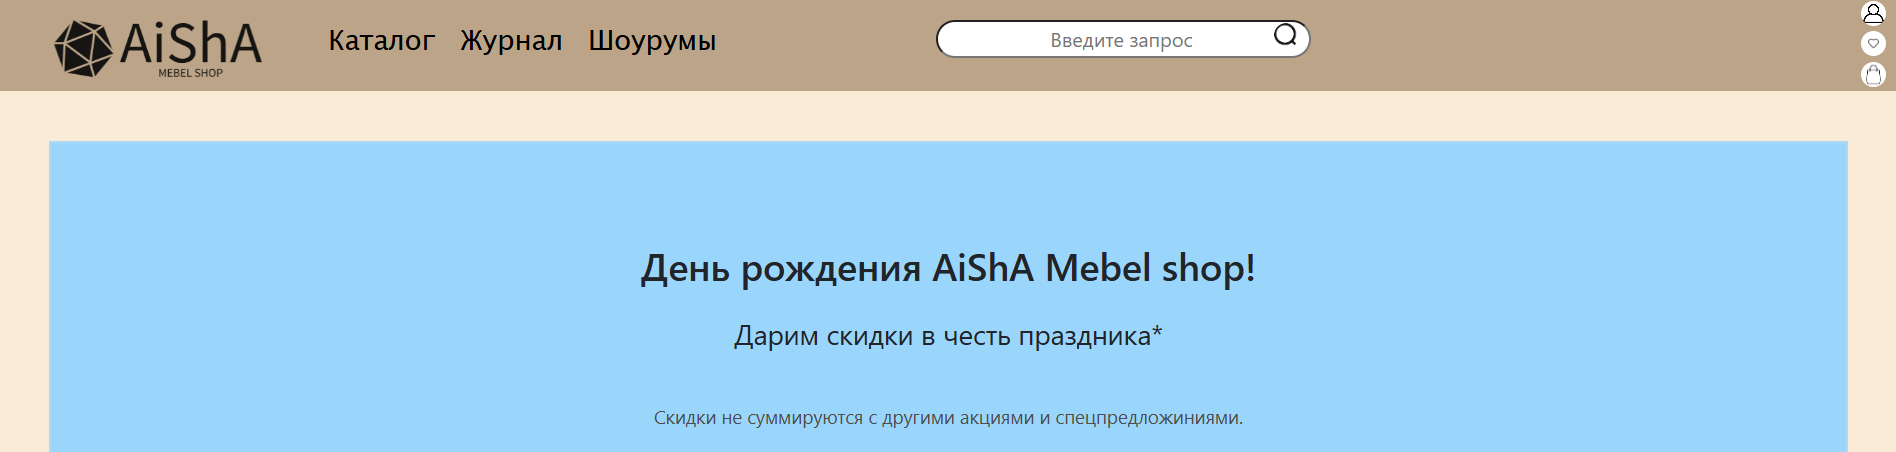 AiShA
MEBEL SHOP
Каталог Журнал Шоурумы
Введите запрос
День рождения AiShA Mebel shop!
Дарим скидки в честь праздника*
Скидки не суммируются с другими акциями и спецпредложиниями.